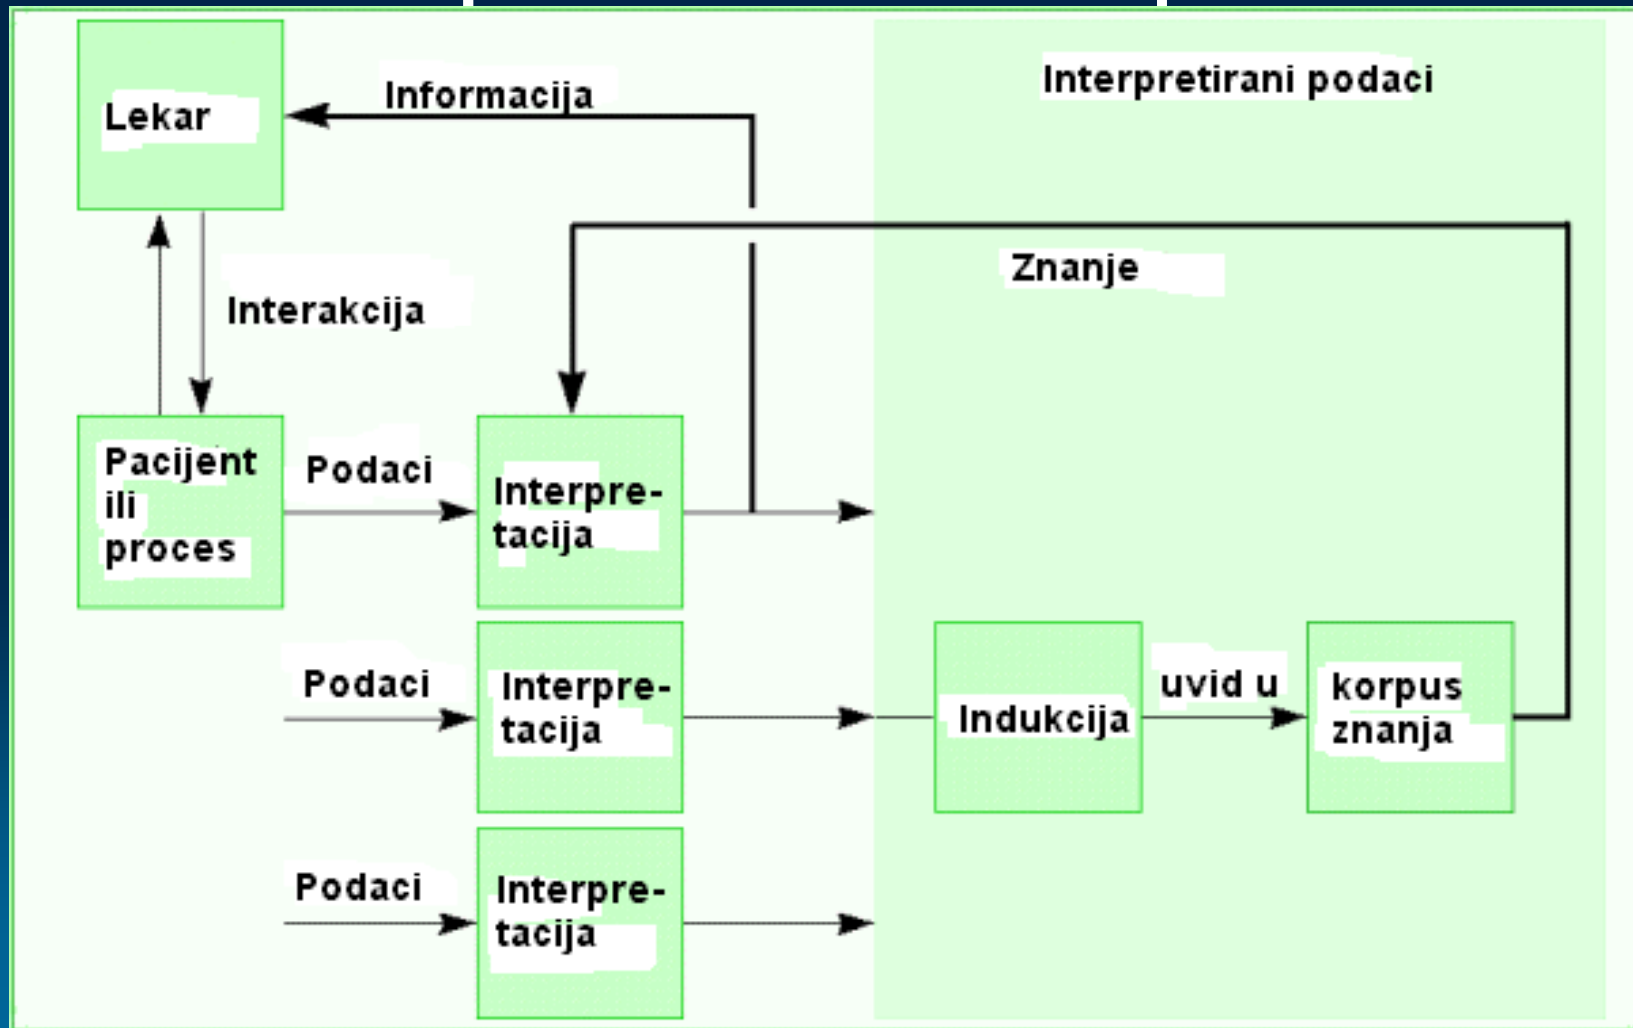 Informacija
Interpretirani podaci
Lekar
Znanje
Interakcija
Pacijent
ili
proces
Podaci
Interpre-
tacija
Podaci
Interpre-
tacija
Indukcija
uvid u
korpus
znanja
Podaci
Interpre-
tacija